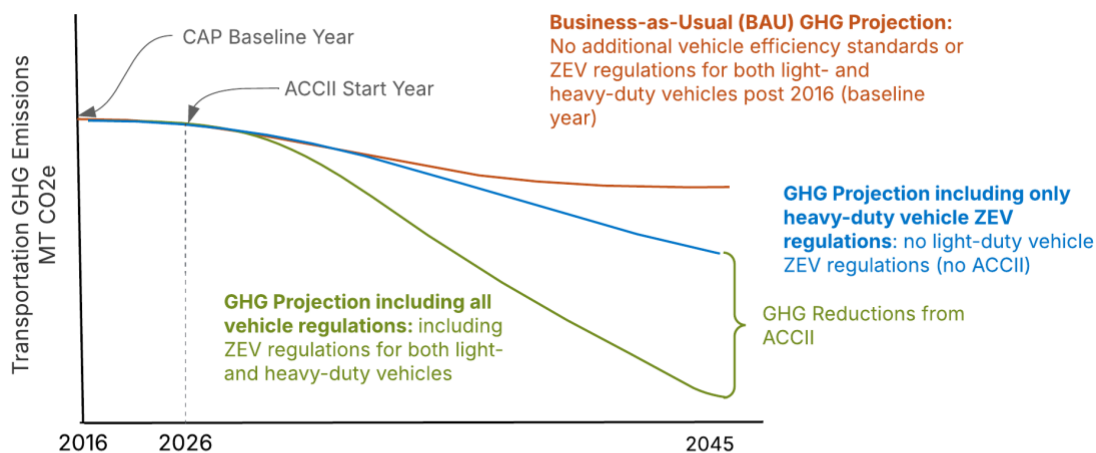 Business-as-Usual (BAU) GHG Projection:
No additional vehicle efficiency standards or
ZEV regulations for both light- and
heavy-duty vehicles post 2016 (baseline
year)
CAP Baseline Year
ACCII Start Year
Transportation GHG Emissions
MT CO2e
GHG Projection including only
heavy-duty vehicle ZEV
regulations: no light-duty vehicle
ZEV regulations (no ACCII)
GHG Projection including all
vehicle regulations: including
ZEV regulations for both light-
and heavy-duty vehicles
GHG Reductions from
ACCII
2016
2026
2045